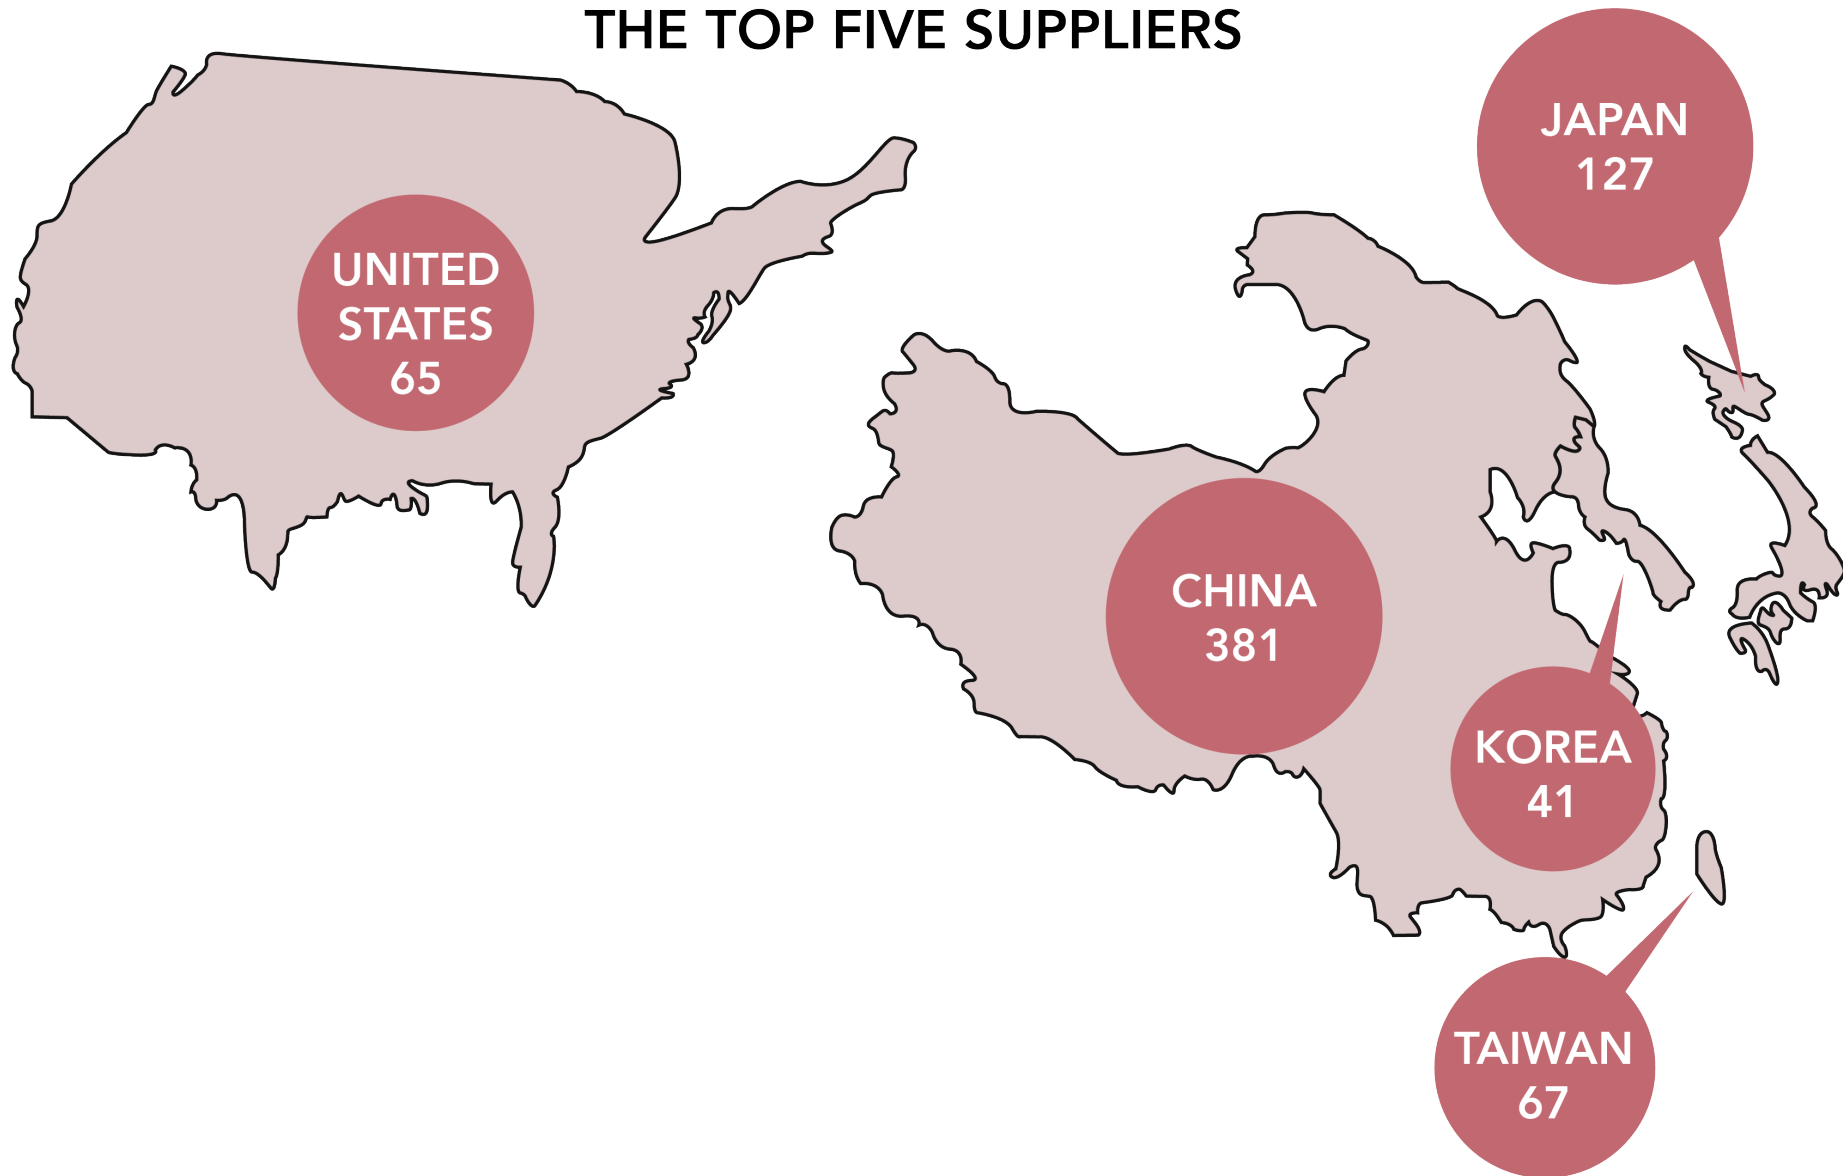 THE TOP FIVE SUPPLIERS
JAPAN
127
UNITED
STATES
65
CHINA
381
KOREA
41
TAIWAN
67